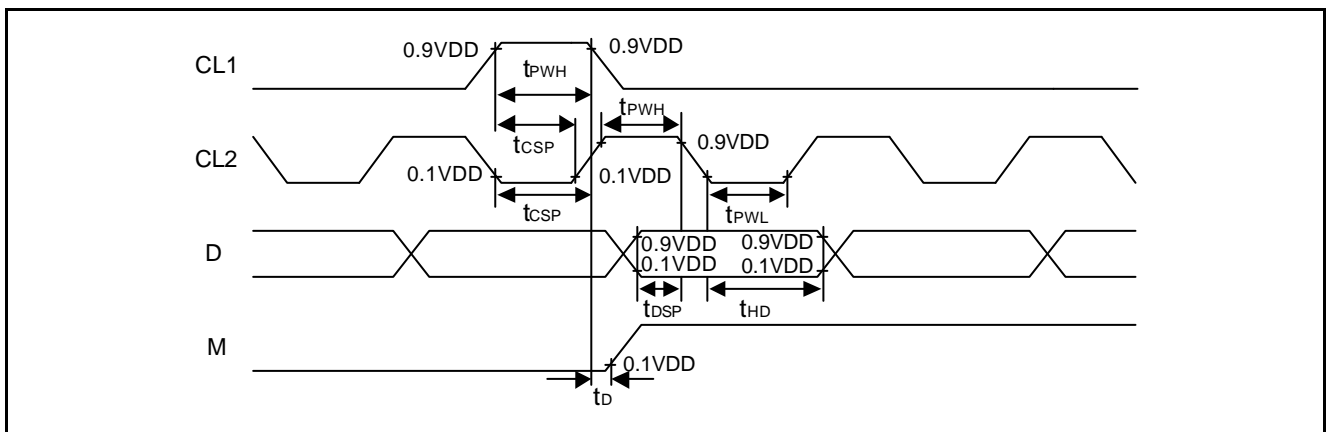 CL1
0.9VDD
0.9VDD
tPWH
tPWH
tCSP
CL2
0.9VDD
0.1VDD
0.1VDD
tCSP
tPWL
D
0.9VDD
0.9VDD
0.1VDD
0.1VDD
tDSP
tHD
M
0.1VDD
tD